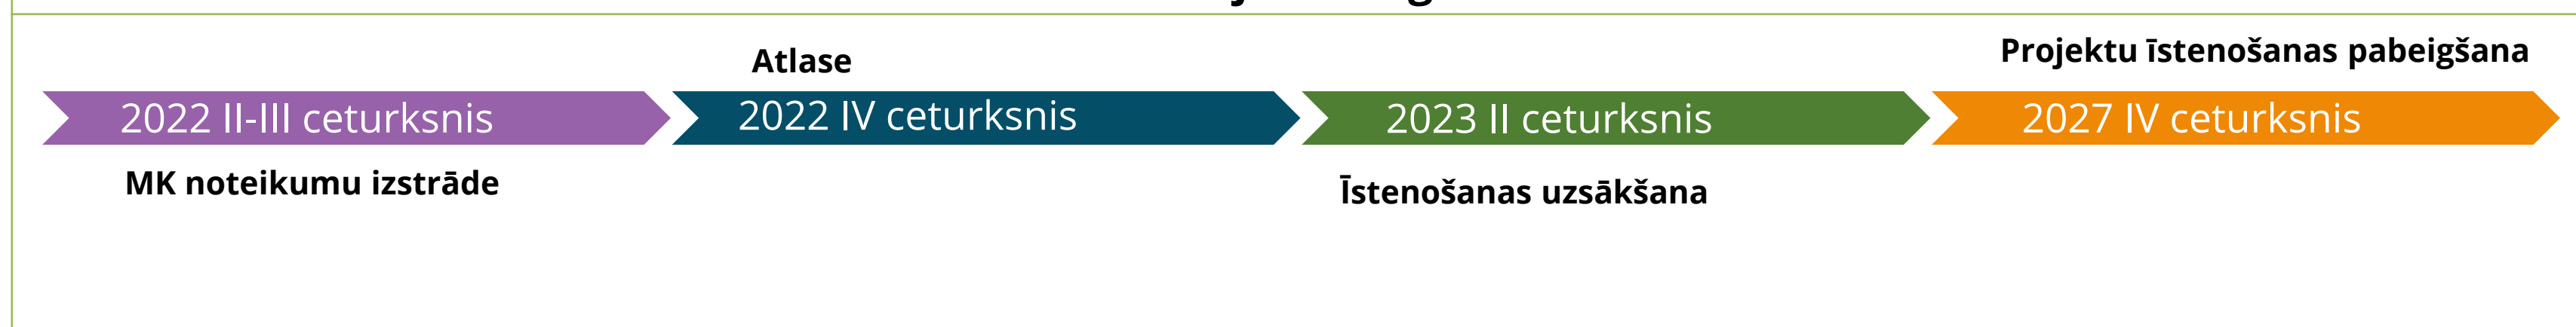 Atlase
Projektu īstenošanas pabeigšana
2022 II-III ceturksnis
2022 IV ceturksnis
2023 II ceturksnis
2027 IV ceturksnis
MK noteikumu izstrāde
Īstenošanas uzsākšana